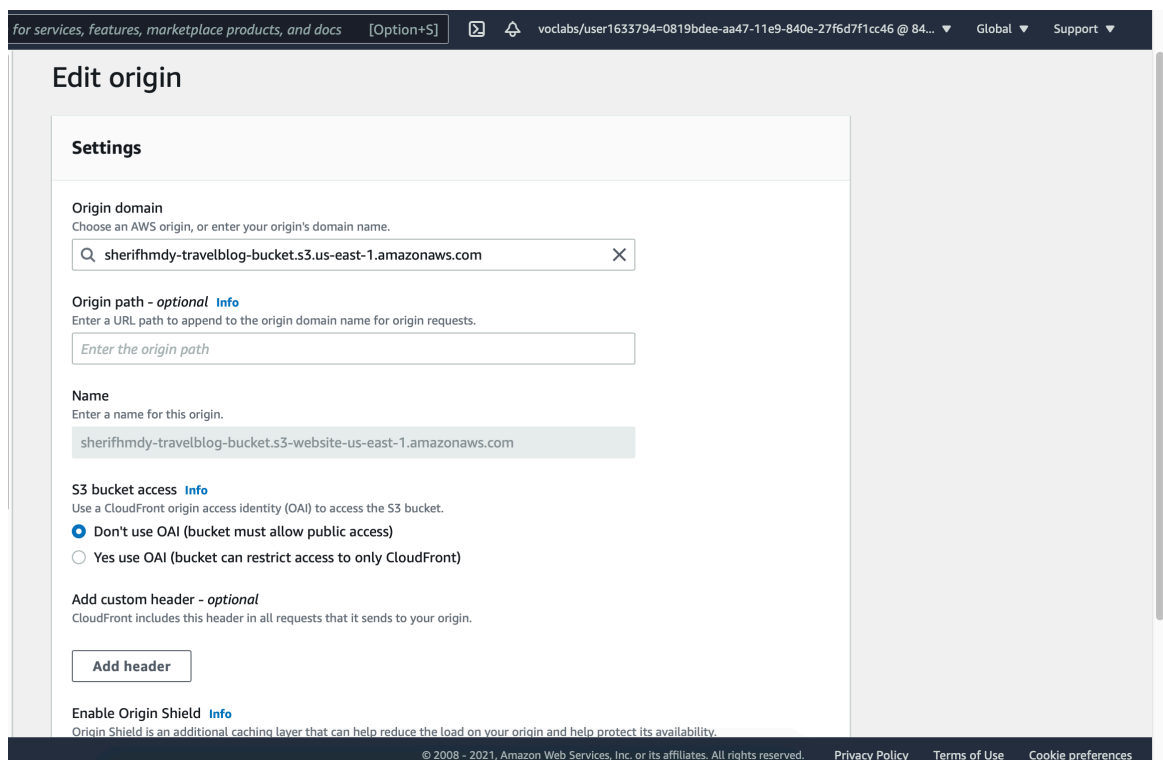 for services, features, marketplace products, and docs [Option+S] voclabs/user1633794=0819bdee-aa47-11e9-840e-27f6d7f1cc46 @ 84... ▼ Global ▼ Support ▼
Edit origin
Settings
Origin domain
Choose an AWS origin, or enter your origin's domain name.
sherifhmdy-travelblog-bucket.s3.us-east-1.amazonaws.com
Origin path - optional Info
Enter a URL path to append to the origin domain name for origin requests.
Enter the origin path
Name
Enter a name for this origin.
sherifhmdy-travelblog-bucket.s3-website-us-east-1.amazonaws.com
S3 bucket access Info
Use a CloudFront origin access identity (OAI) to access the S3 bucket.
Don't use OAI (bucket must allow public access)
Yes use OAI (bucket can restrict access to only CloudFront)
Add custom header - optional
CloudFront includes this header in all requests that it sends to your origin.
Add header
Enable Origin Shield Info
Origin Shield is an additional caching layer that can help reduce the load on your origin and help protect its availability.
© 2008 - 2021, Amazon Web Services, Inc. or its affiliates. All rights reserved. Privacy Policy Terms of Use Cookie preferences